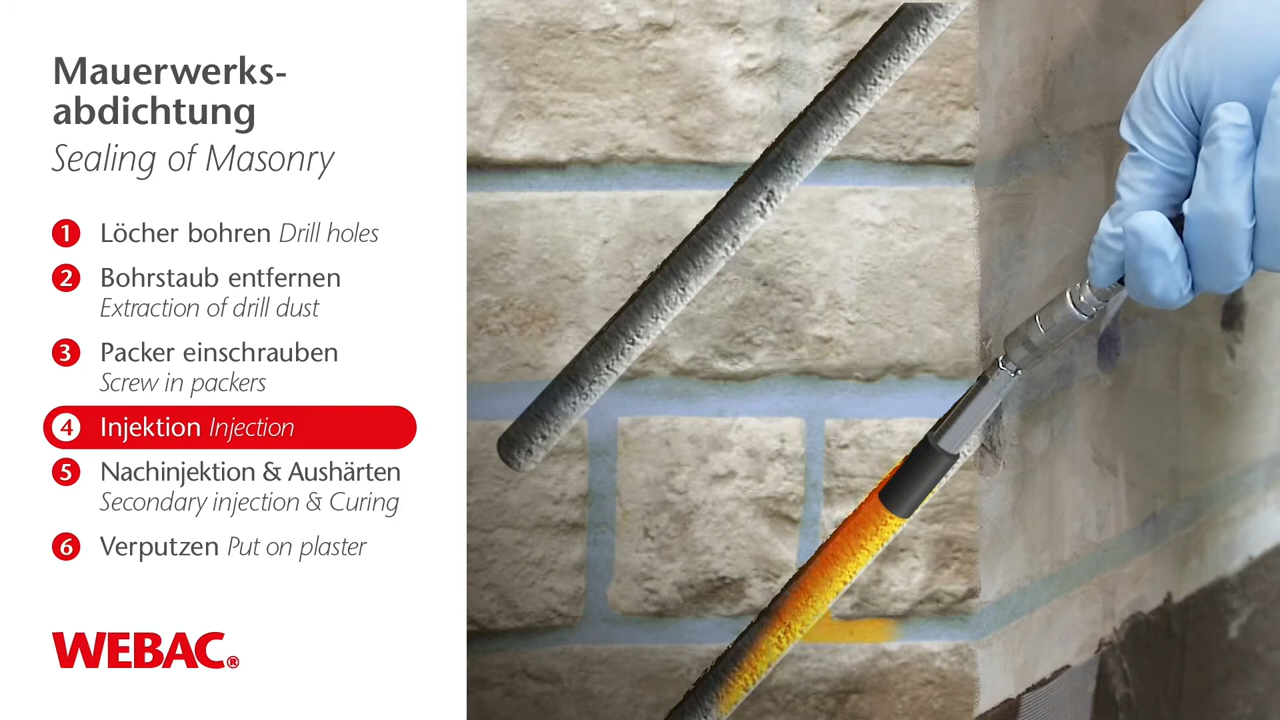 Mauerwerks-
abdichtung
Sealing of Masonry
1 Löcher bohren Drill holes
2 Bohrstaub entfernen
Extraction of drill dust
3 Packer einschrauben
Screw in packers
4 Injektion Injection
5 Nachinjektion & Aushärten
Secondary injection & Curing
6 Verputzen Put on plaster
WEBAC®